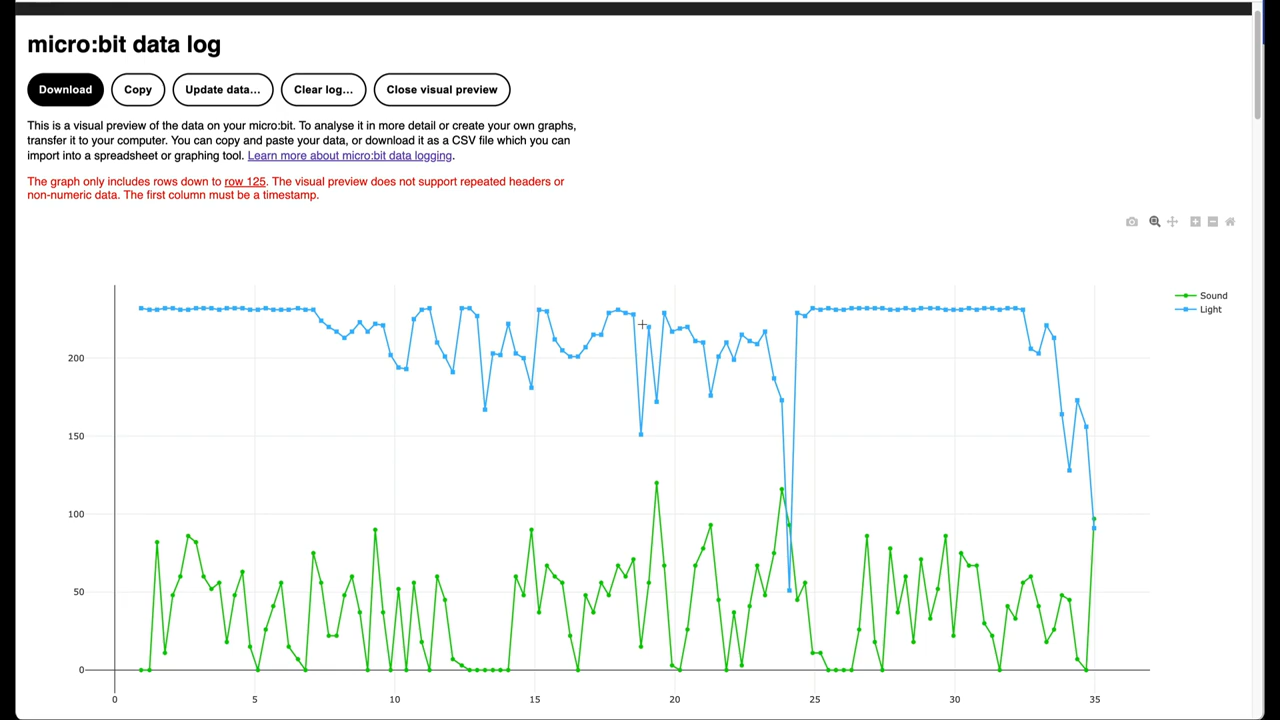 micro:bit data log
Download
Copy
Update data...
Clear log...
Close visual preview
This is a visual preview of the data on your micro:bit. To analyse it in more detail or create your own graphs,
transfer it to your computer. You can copy and paste your data, or download it as a CSV file which you can
import into a spreadsheet or graphing tool. Learn more about micro:bit data logging.
The graph only includes rows down to row 125. The visual preview does not support repeated headers or
non-numeric data. The first column must be a timestamp.
Sound
Light
200
150
100
50
0
0 5 10 15 20 25 30 35